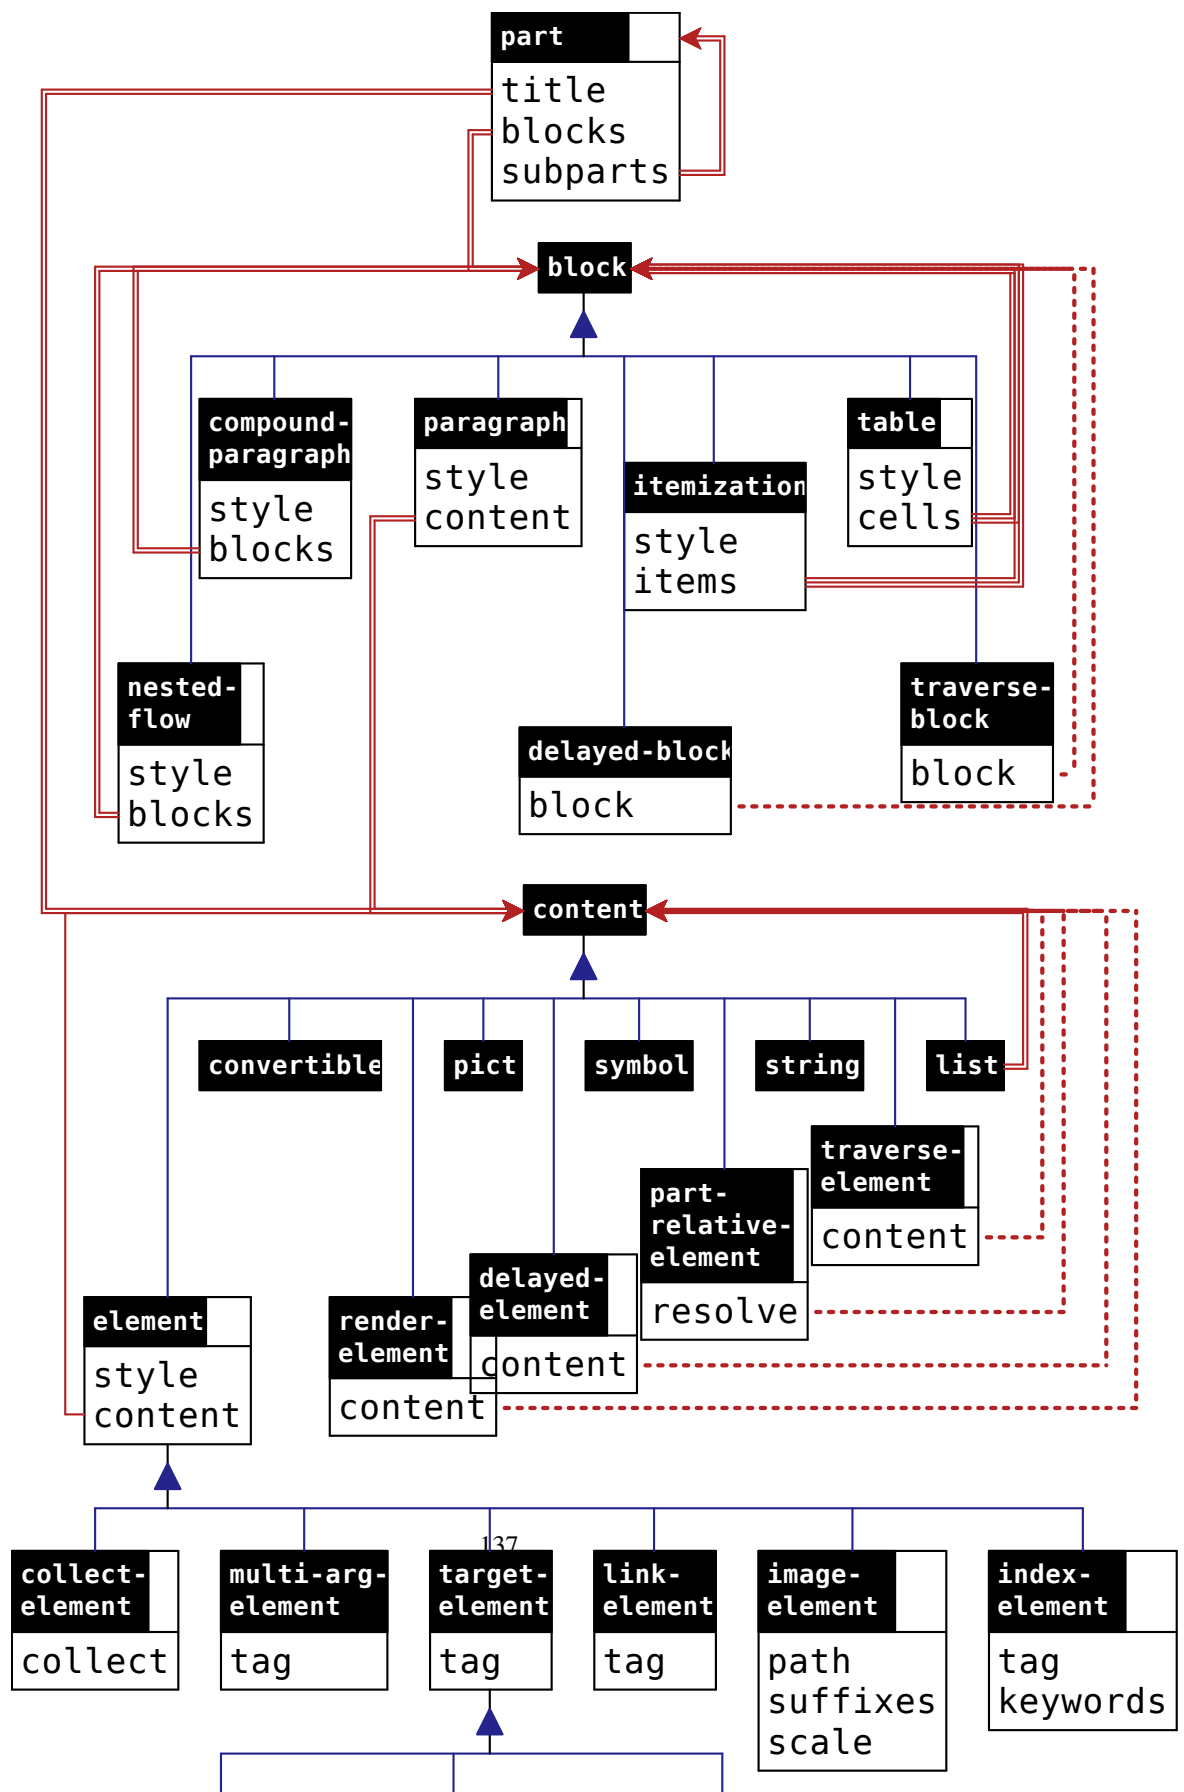 part
title
blocks
subparts
block
compound-
paragraph
style
blocks
paragraph
style
content
itemization
style
items
table
style
cells
nested-
flow
style
blocks
delayed-block
block
traverse-
block
block
content
convertible
pict
symbol
string
list
traverse-
element
content
part-
relative-
element
resolve
delayed-
element
content
render-
element
content
element
style
content
137
collect-
element
collect
multi-arg-
element
tag
target-
element
tag
link-
element
tag
image-
element
path
suffixes
scale
index-
element
tag
keywords